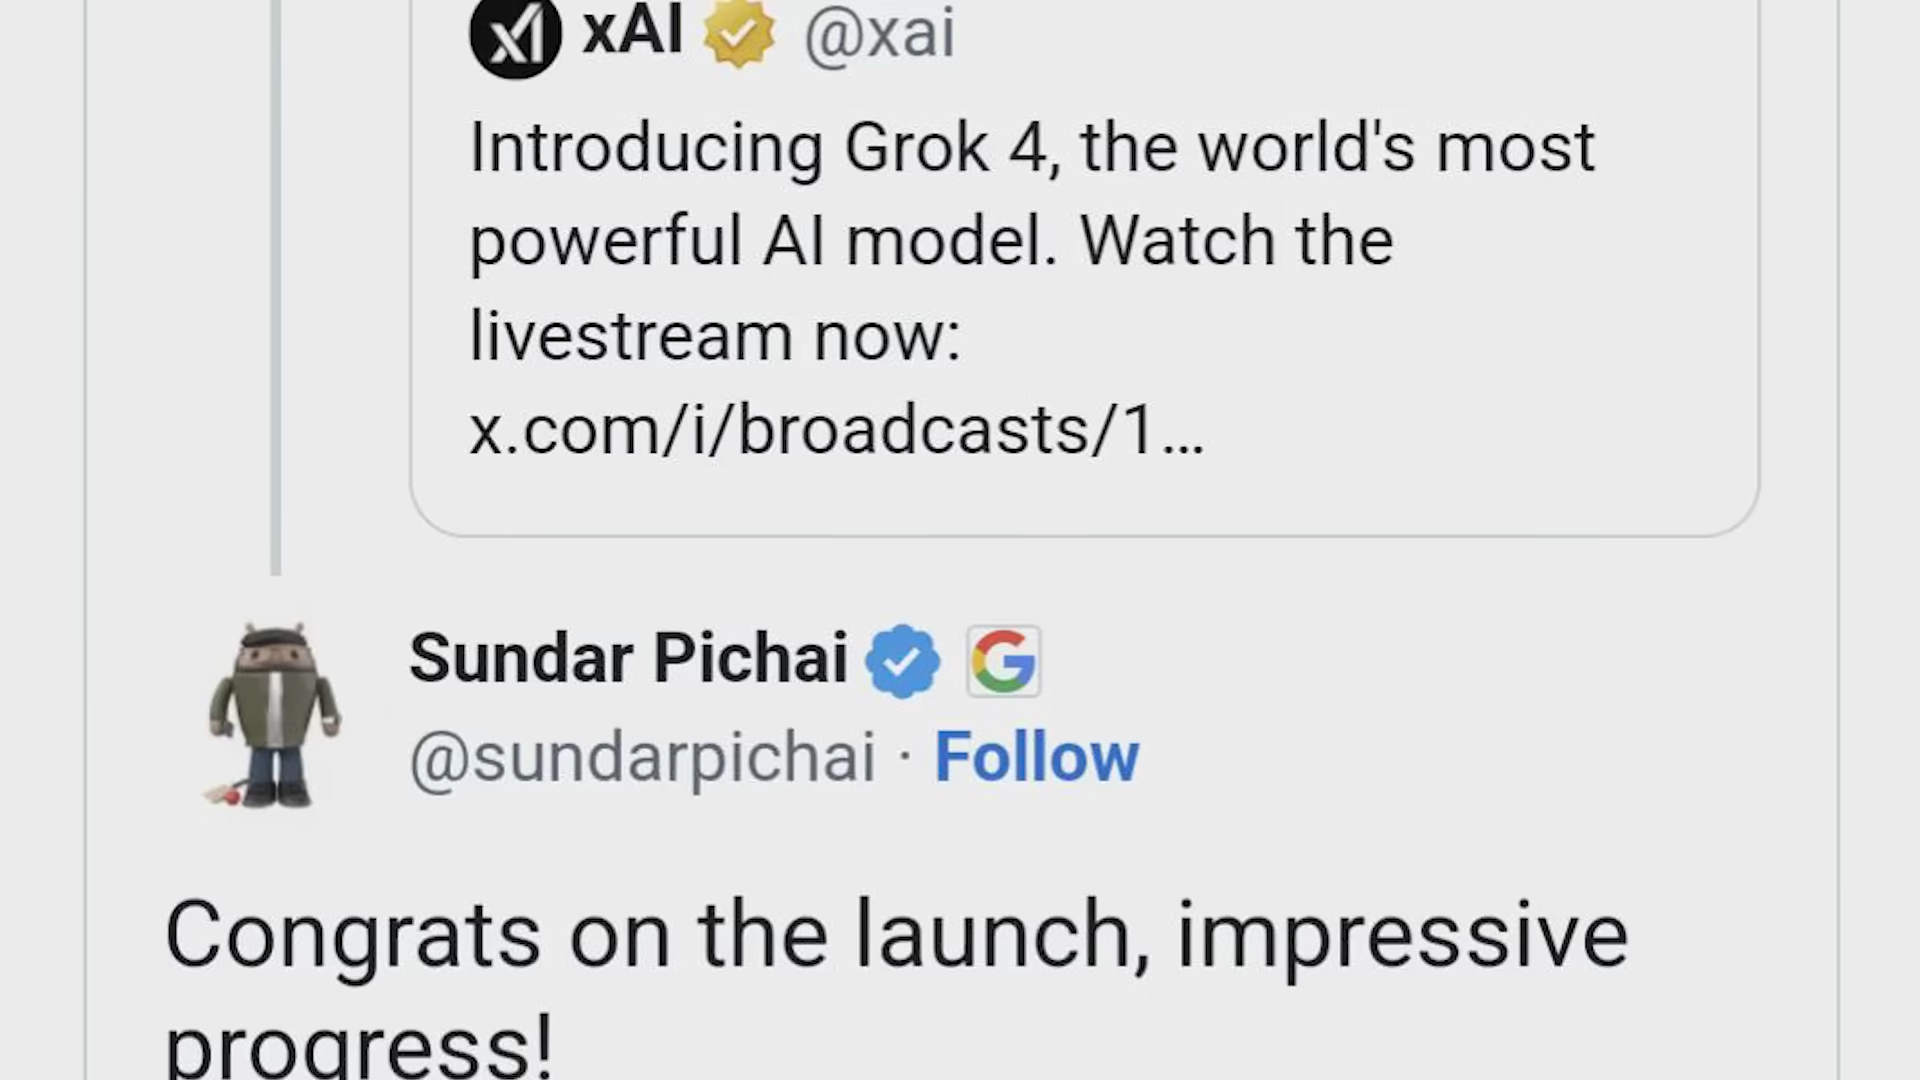 xAI @xai
Introducing Grok 4, the world's most
powerful AI model. Watch the
livestream now:
x.com/i/broadcasts/1…
Sundar Pichai
@sundarpichai · Follow
Congrats on the launch, impressive
progress!